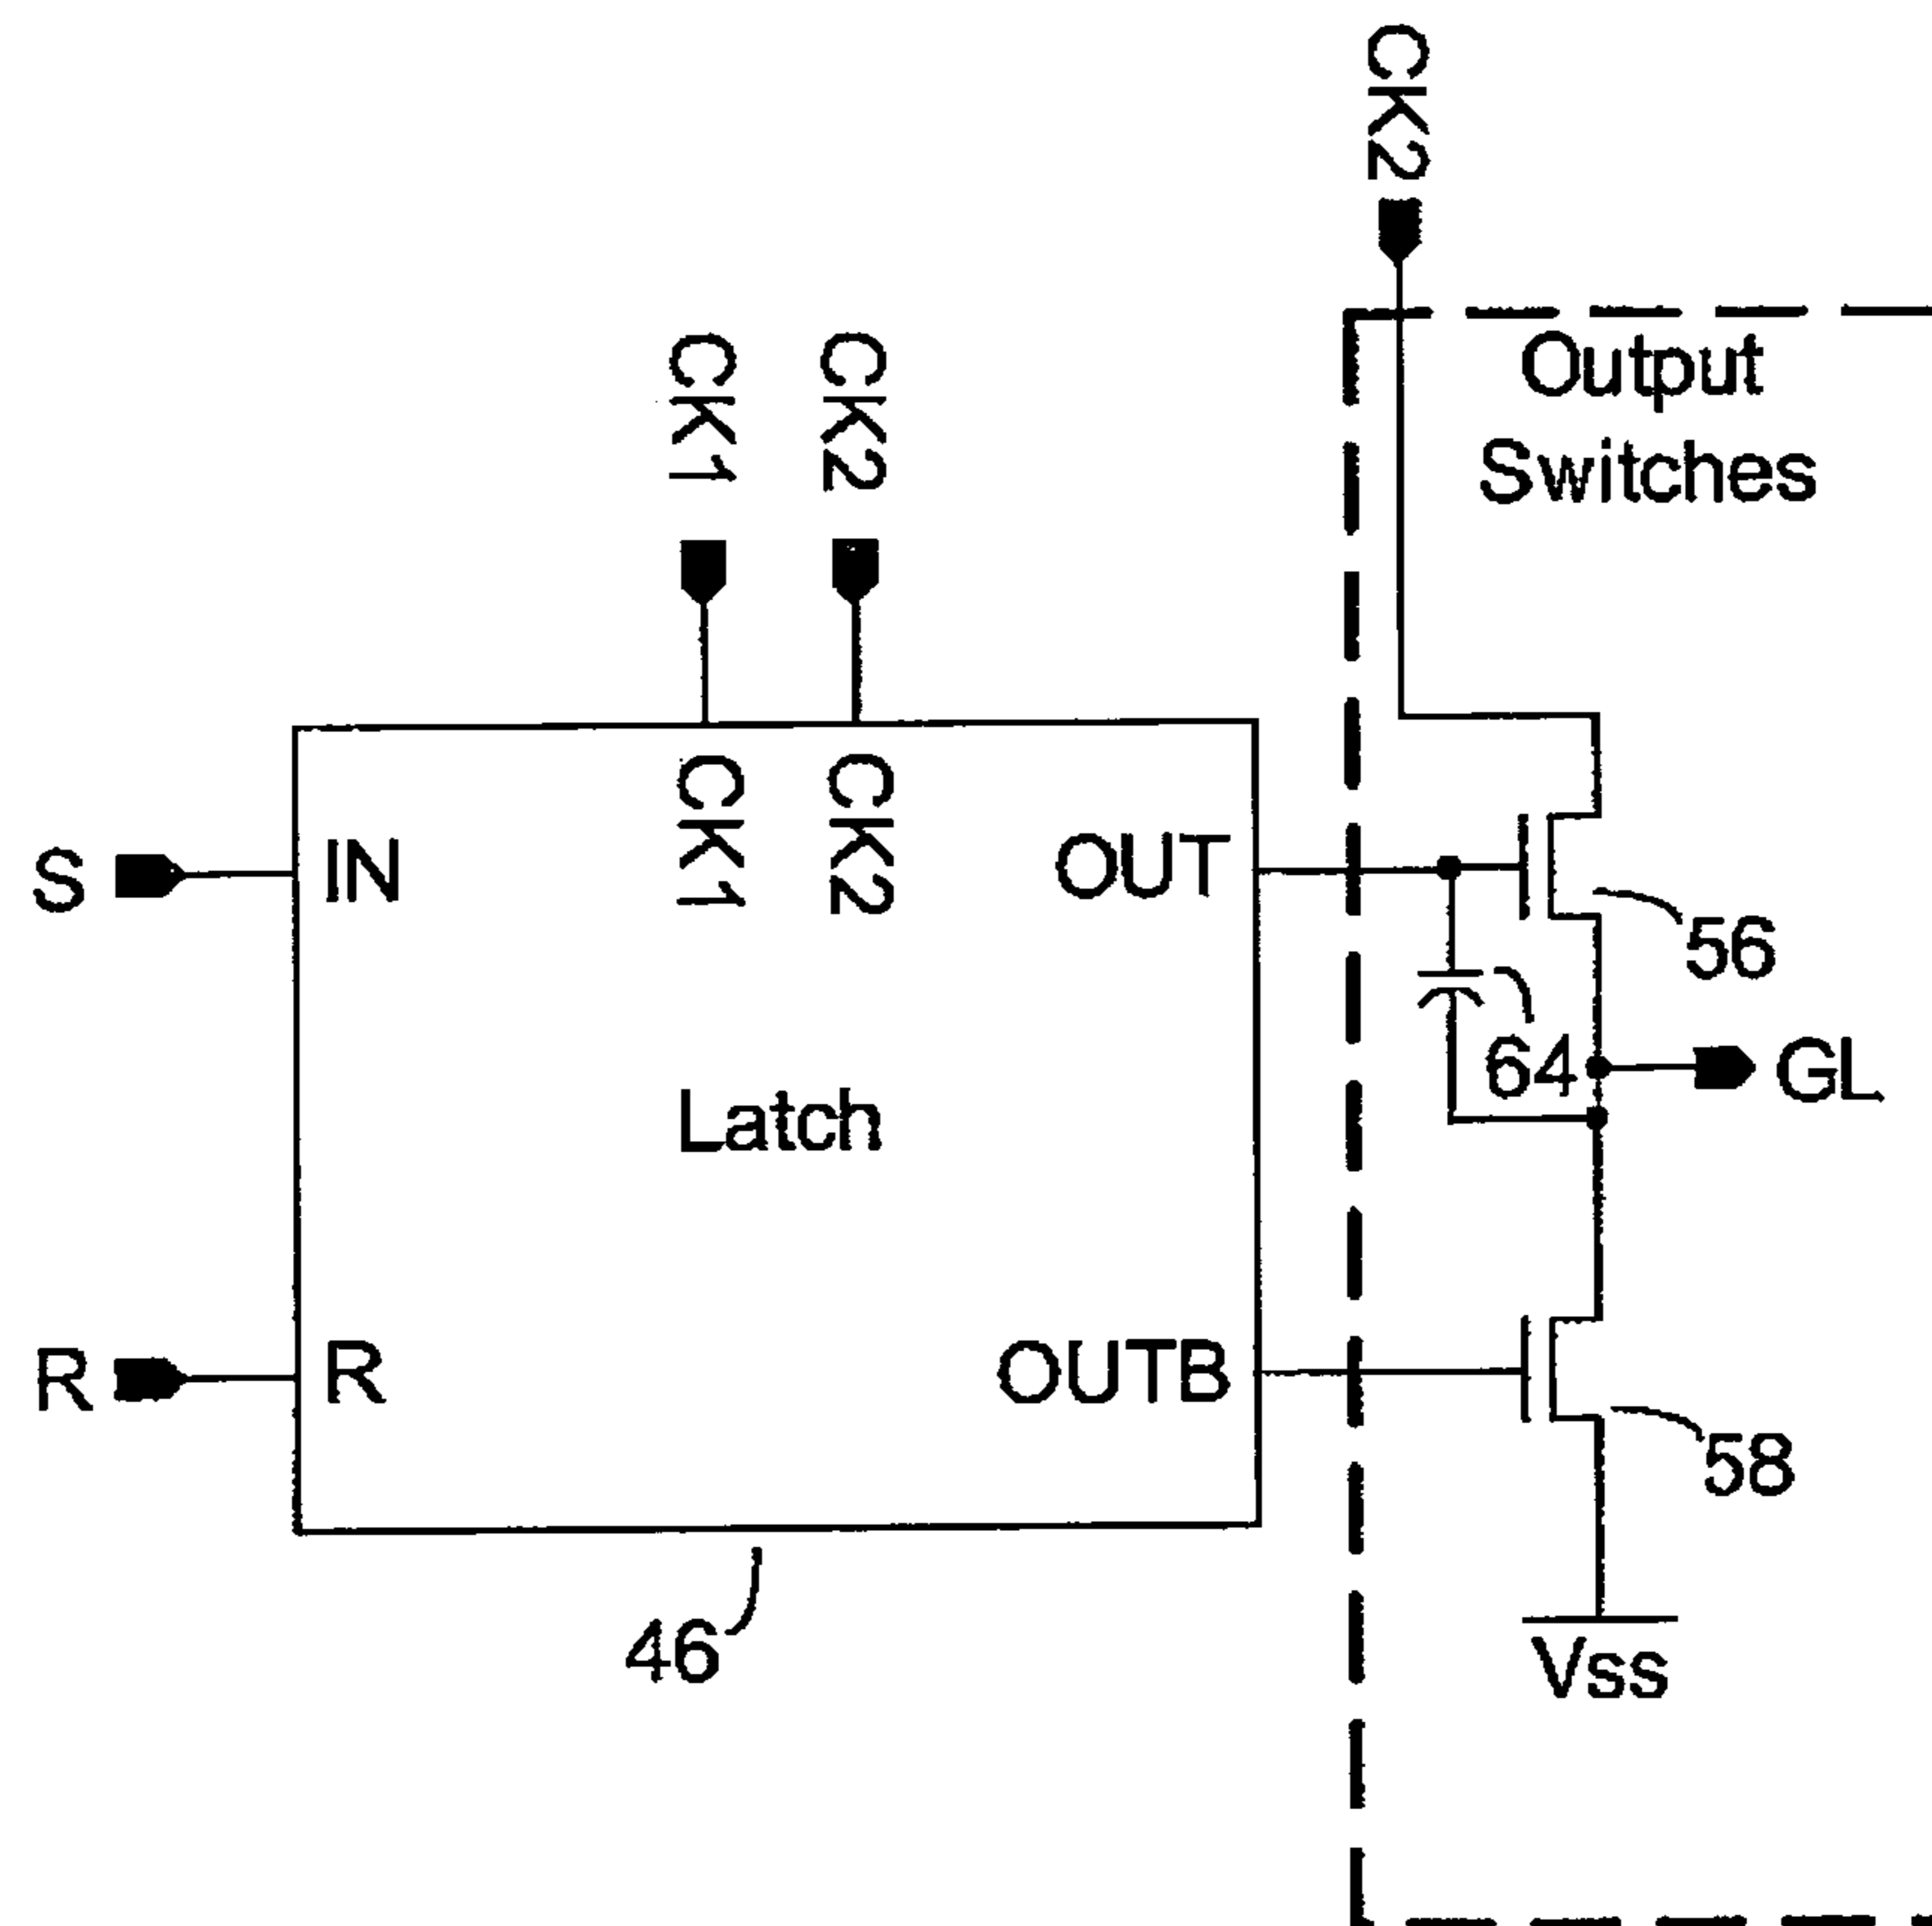 CK2
Output
Switches
CK1
CK2
CK1
CK2
S
IN
OUT
56
64
GL
Latch
R
R
OUTB
58
46
Vss